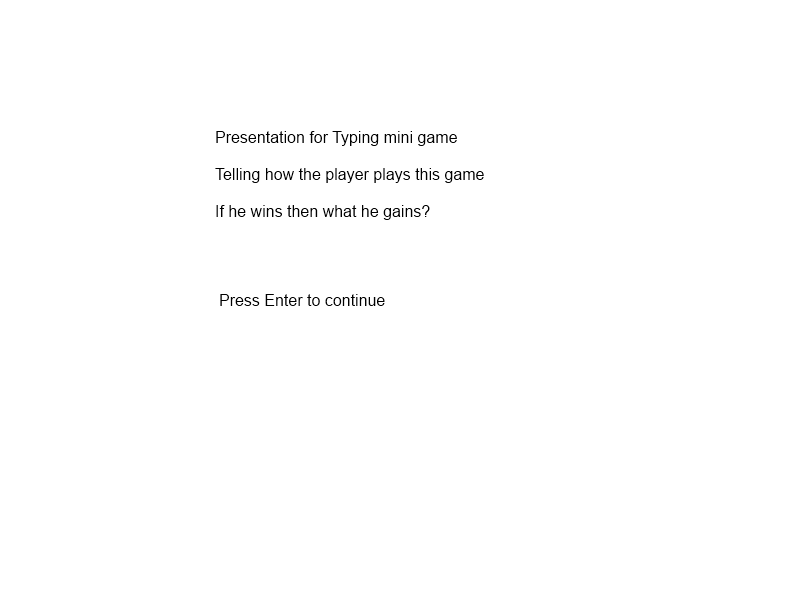 Presentation for Typing mini game
Telling how the player plays this game
If he wins then what he gains?
Press Enter to continue